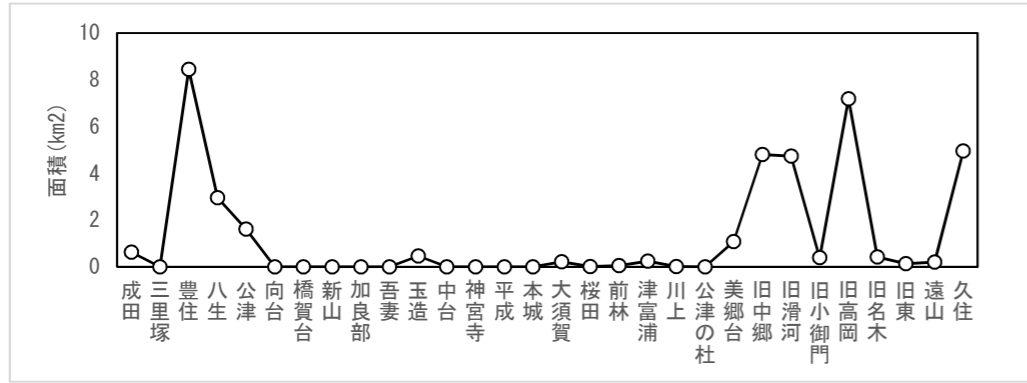 10
8
6
4
2
0
面積(km2)
成田
三里塚
豊住
八生
公津
向台
橋賀台
新山
加良部
吾妻
玉造
中台
神宮寺
平成
本城
大須賀
桜田
前林
津富浦
川上
公津の杜
美郷台
旧中郷
旧滑河
旧小御門
旧高岡
旧名木
旧東
遠山
久住